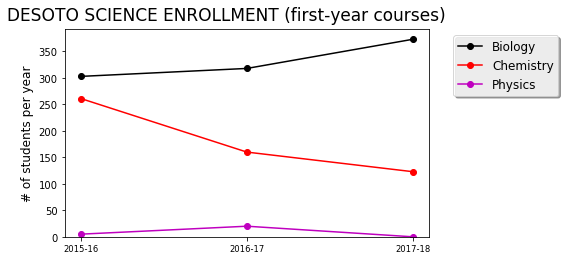 DESOTO SCIENCE ENROLLMENT (first-year courses)
# of students per year
350
300
250
200
150
100
50
0
2015-16
2016-17
2017-18
Biology
Chemistry
Physics